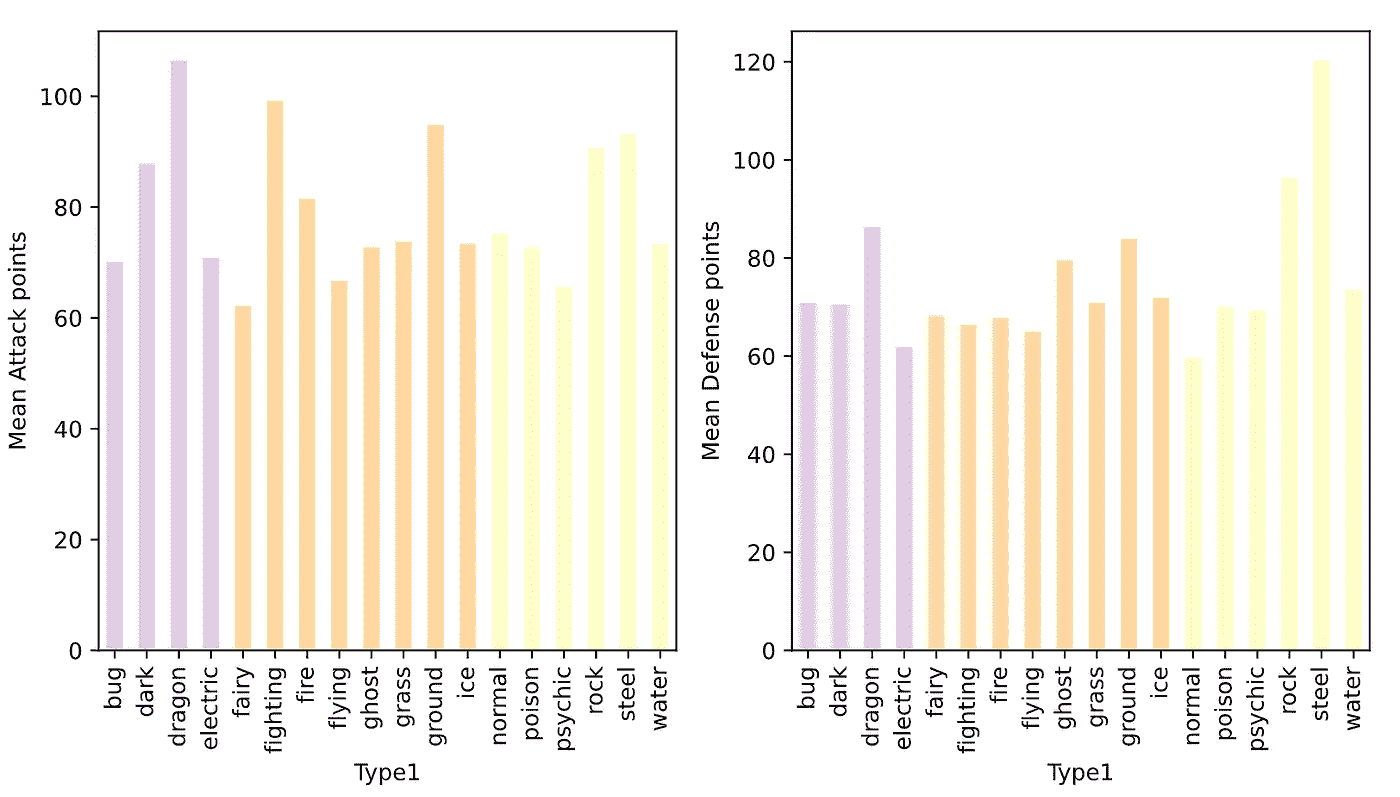 Mean Attack points
100
80
60
40
20
0
bug
dark
dragon
electric
fairy
fighting
fire
flying
ghost
grass
ground
ice
normal
poison
psychic
rock
steel
water
Type1
Mean Defense points
120
100
80
60
40
20
0
bug
dark
dragon
electric
fairy
fighting
fire
flying
ghost
grass
ground
ice
normal
poison
psychic
rock
steel
water
Type1